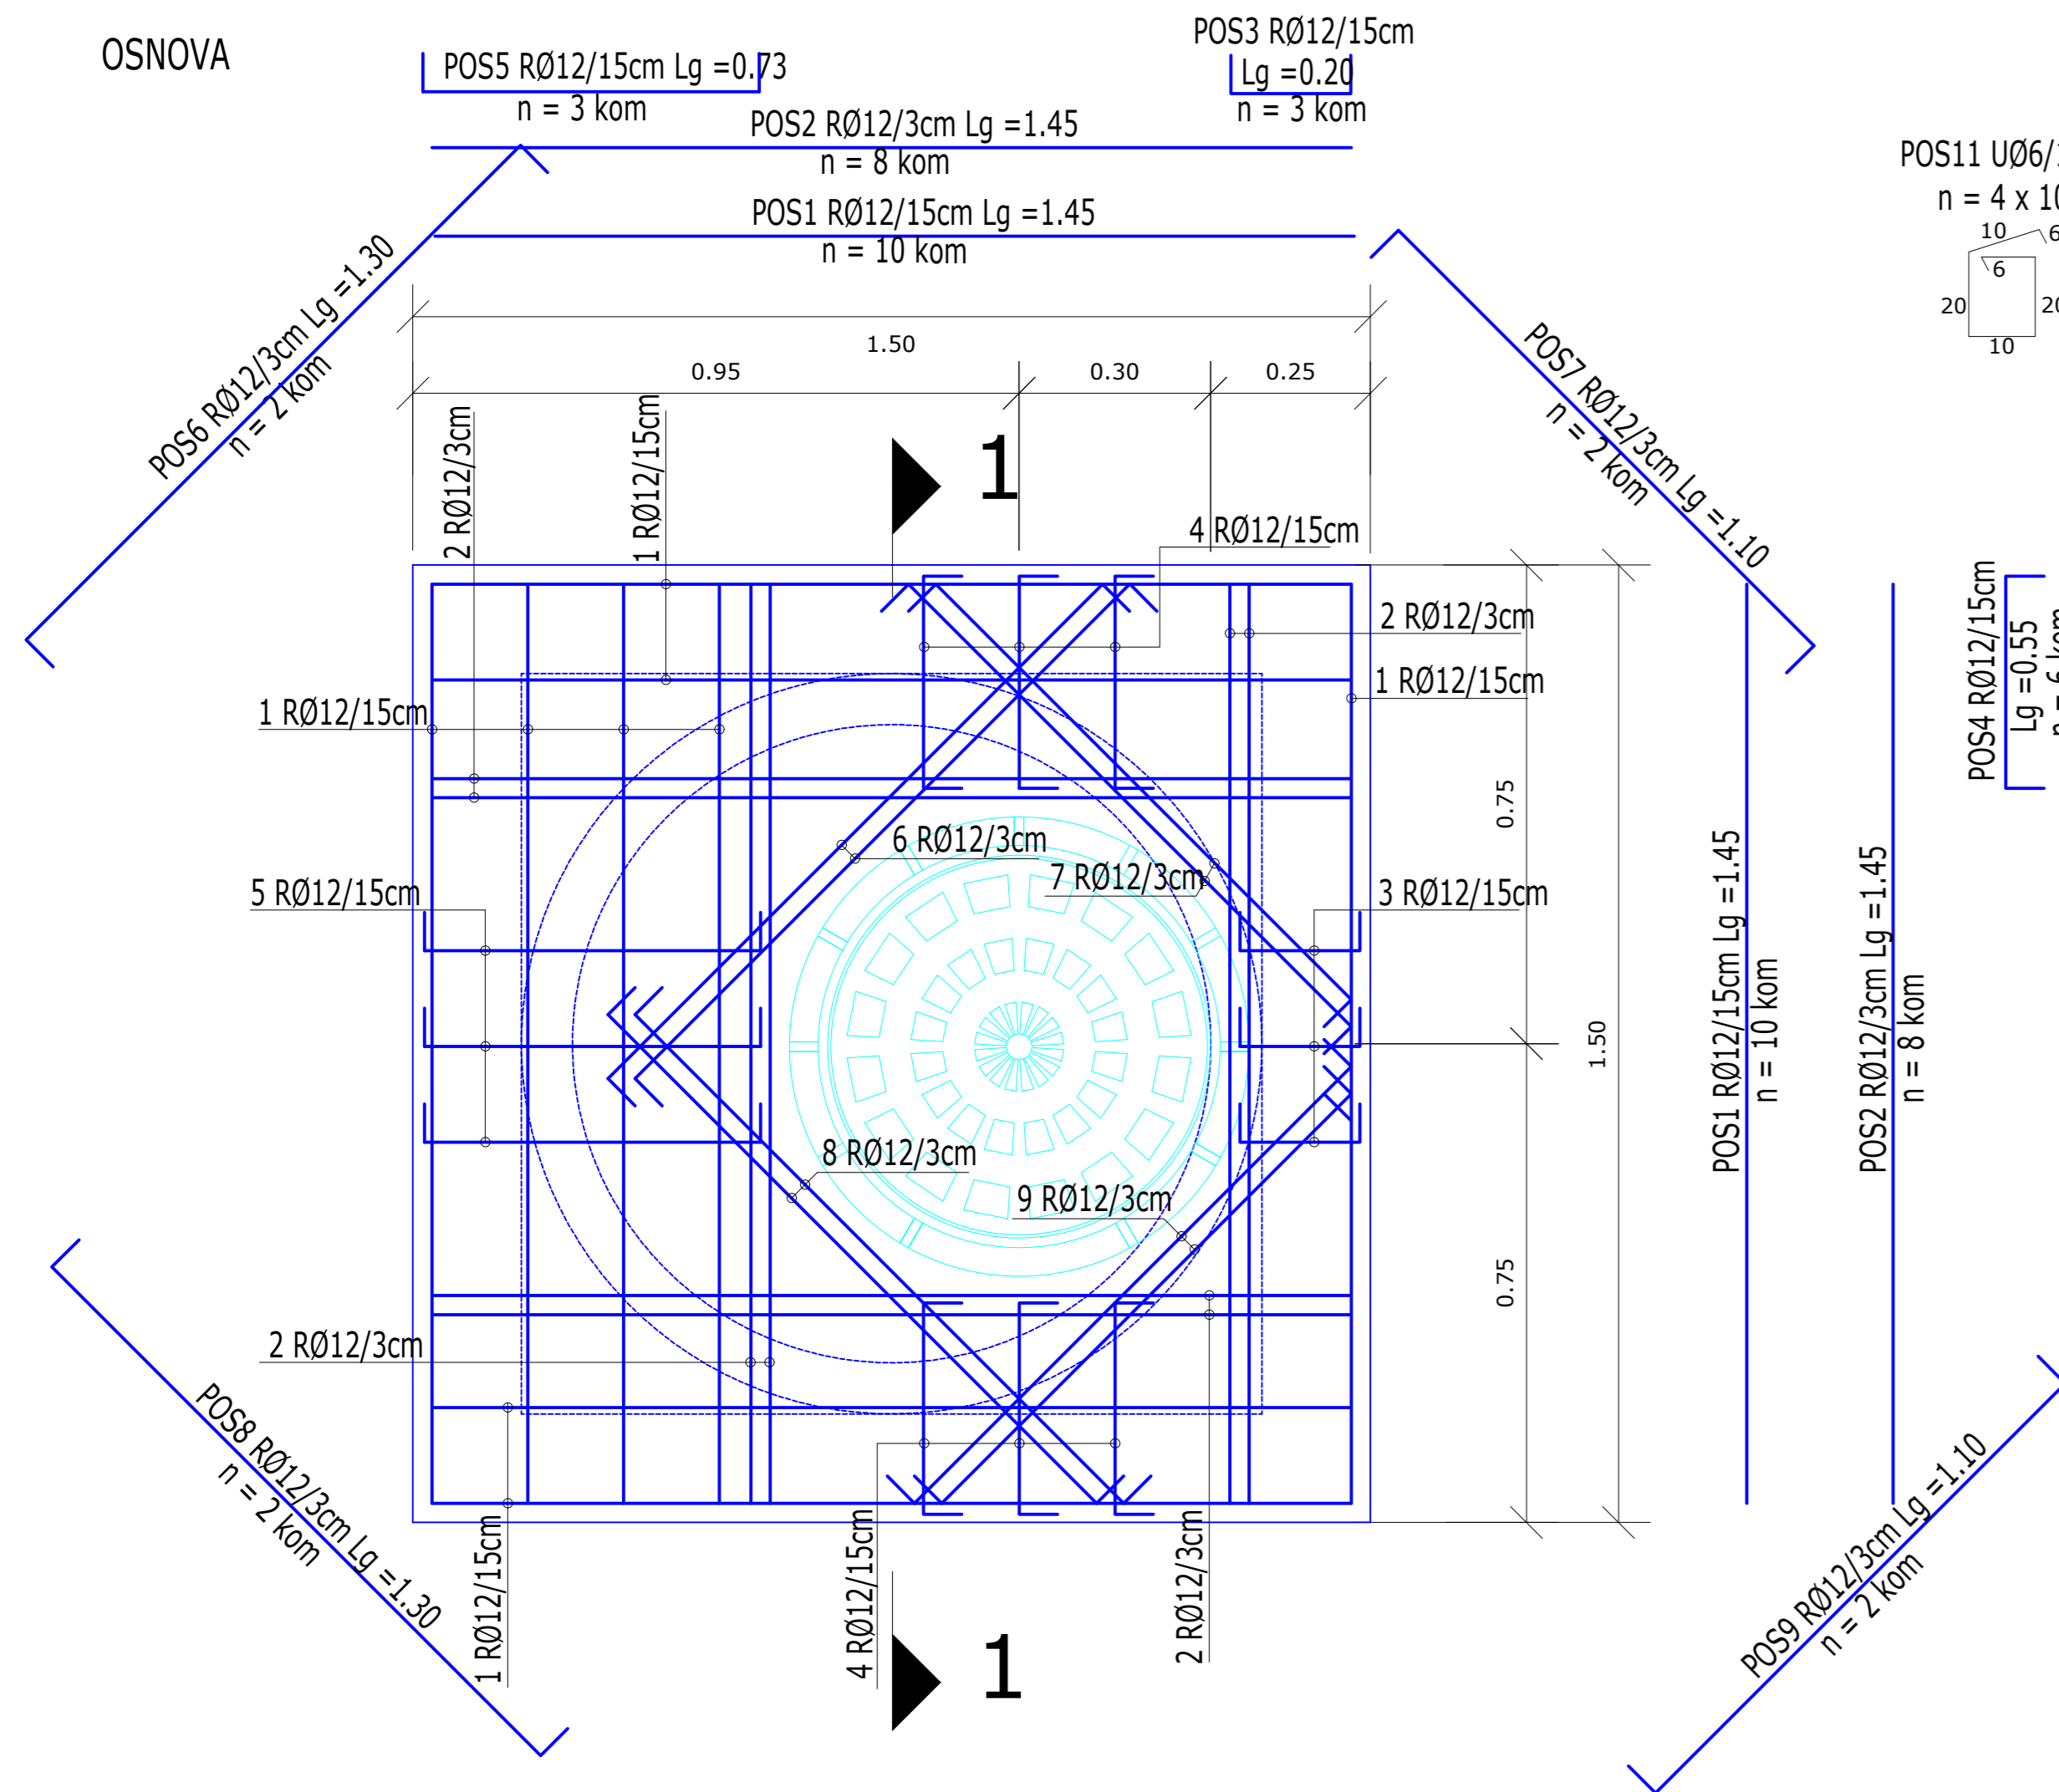 OSNOVA
POS5 RØ12/15cm Lg =0.73
n = 3 kom
POS3 RØ12/15cm
Lg =0.20
n = 3 kom
POS2 RØ12/3cm Lg =1.45
n = 8 kom
POS1 RØ12/15cm Lg =1.45
n = 10 kom
POS11 UØ6/
n = 4 x 10
10
6
6
20
20
10
POS6 RØ12/3cm Lg =1.30
n = 2 kom
POS7 RØ12/3cm Lg =1.10
n = 2 kom
1.50
0.95
0.30
0.25
2 RØ12/3cm
1 RØ12/15cm
1
4 RØ12/15cm
2 RØ12/3cm
1 RØ12/15cm
1 RØ12/15cm
POS4 RØ12/15cm
Lg =0.55
n = 6 kom
0.75
6 RØ12/3cm
7 RØ12/3cm
5 RØ12/15cm
3 RØ12/15cm
POS1 RØ12/15cm Lg =1.45
n = 10 kom
POS2 RØ12/3cm Lg =1.45
n = 8 kom
1.50
8 RØ12/3cm
9 RØ12/3cm
0.75
2 RØ12/3cm
POS8 RØ12/3cm Lg =1.30
n = 2 kom
1 RØ12/15cm
4 RØ12/15cm
2 RØ12/3cm
1
POS9 RØ12/3cm Lg =1.10
n = 2 kom